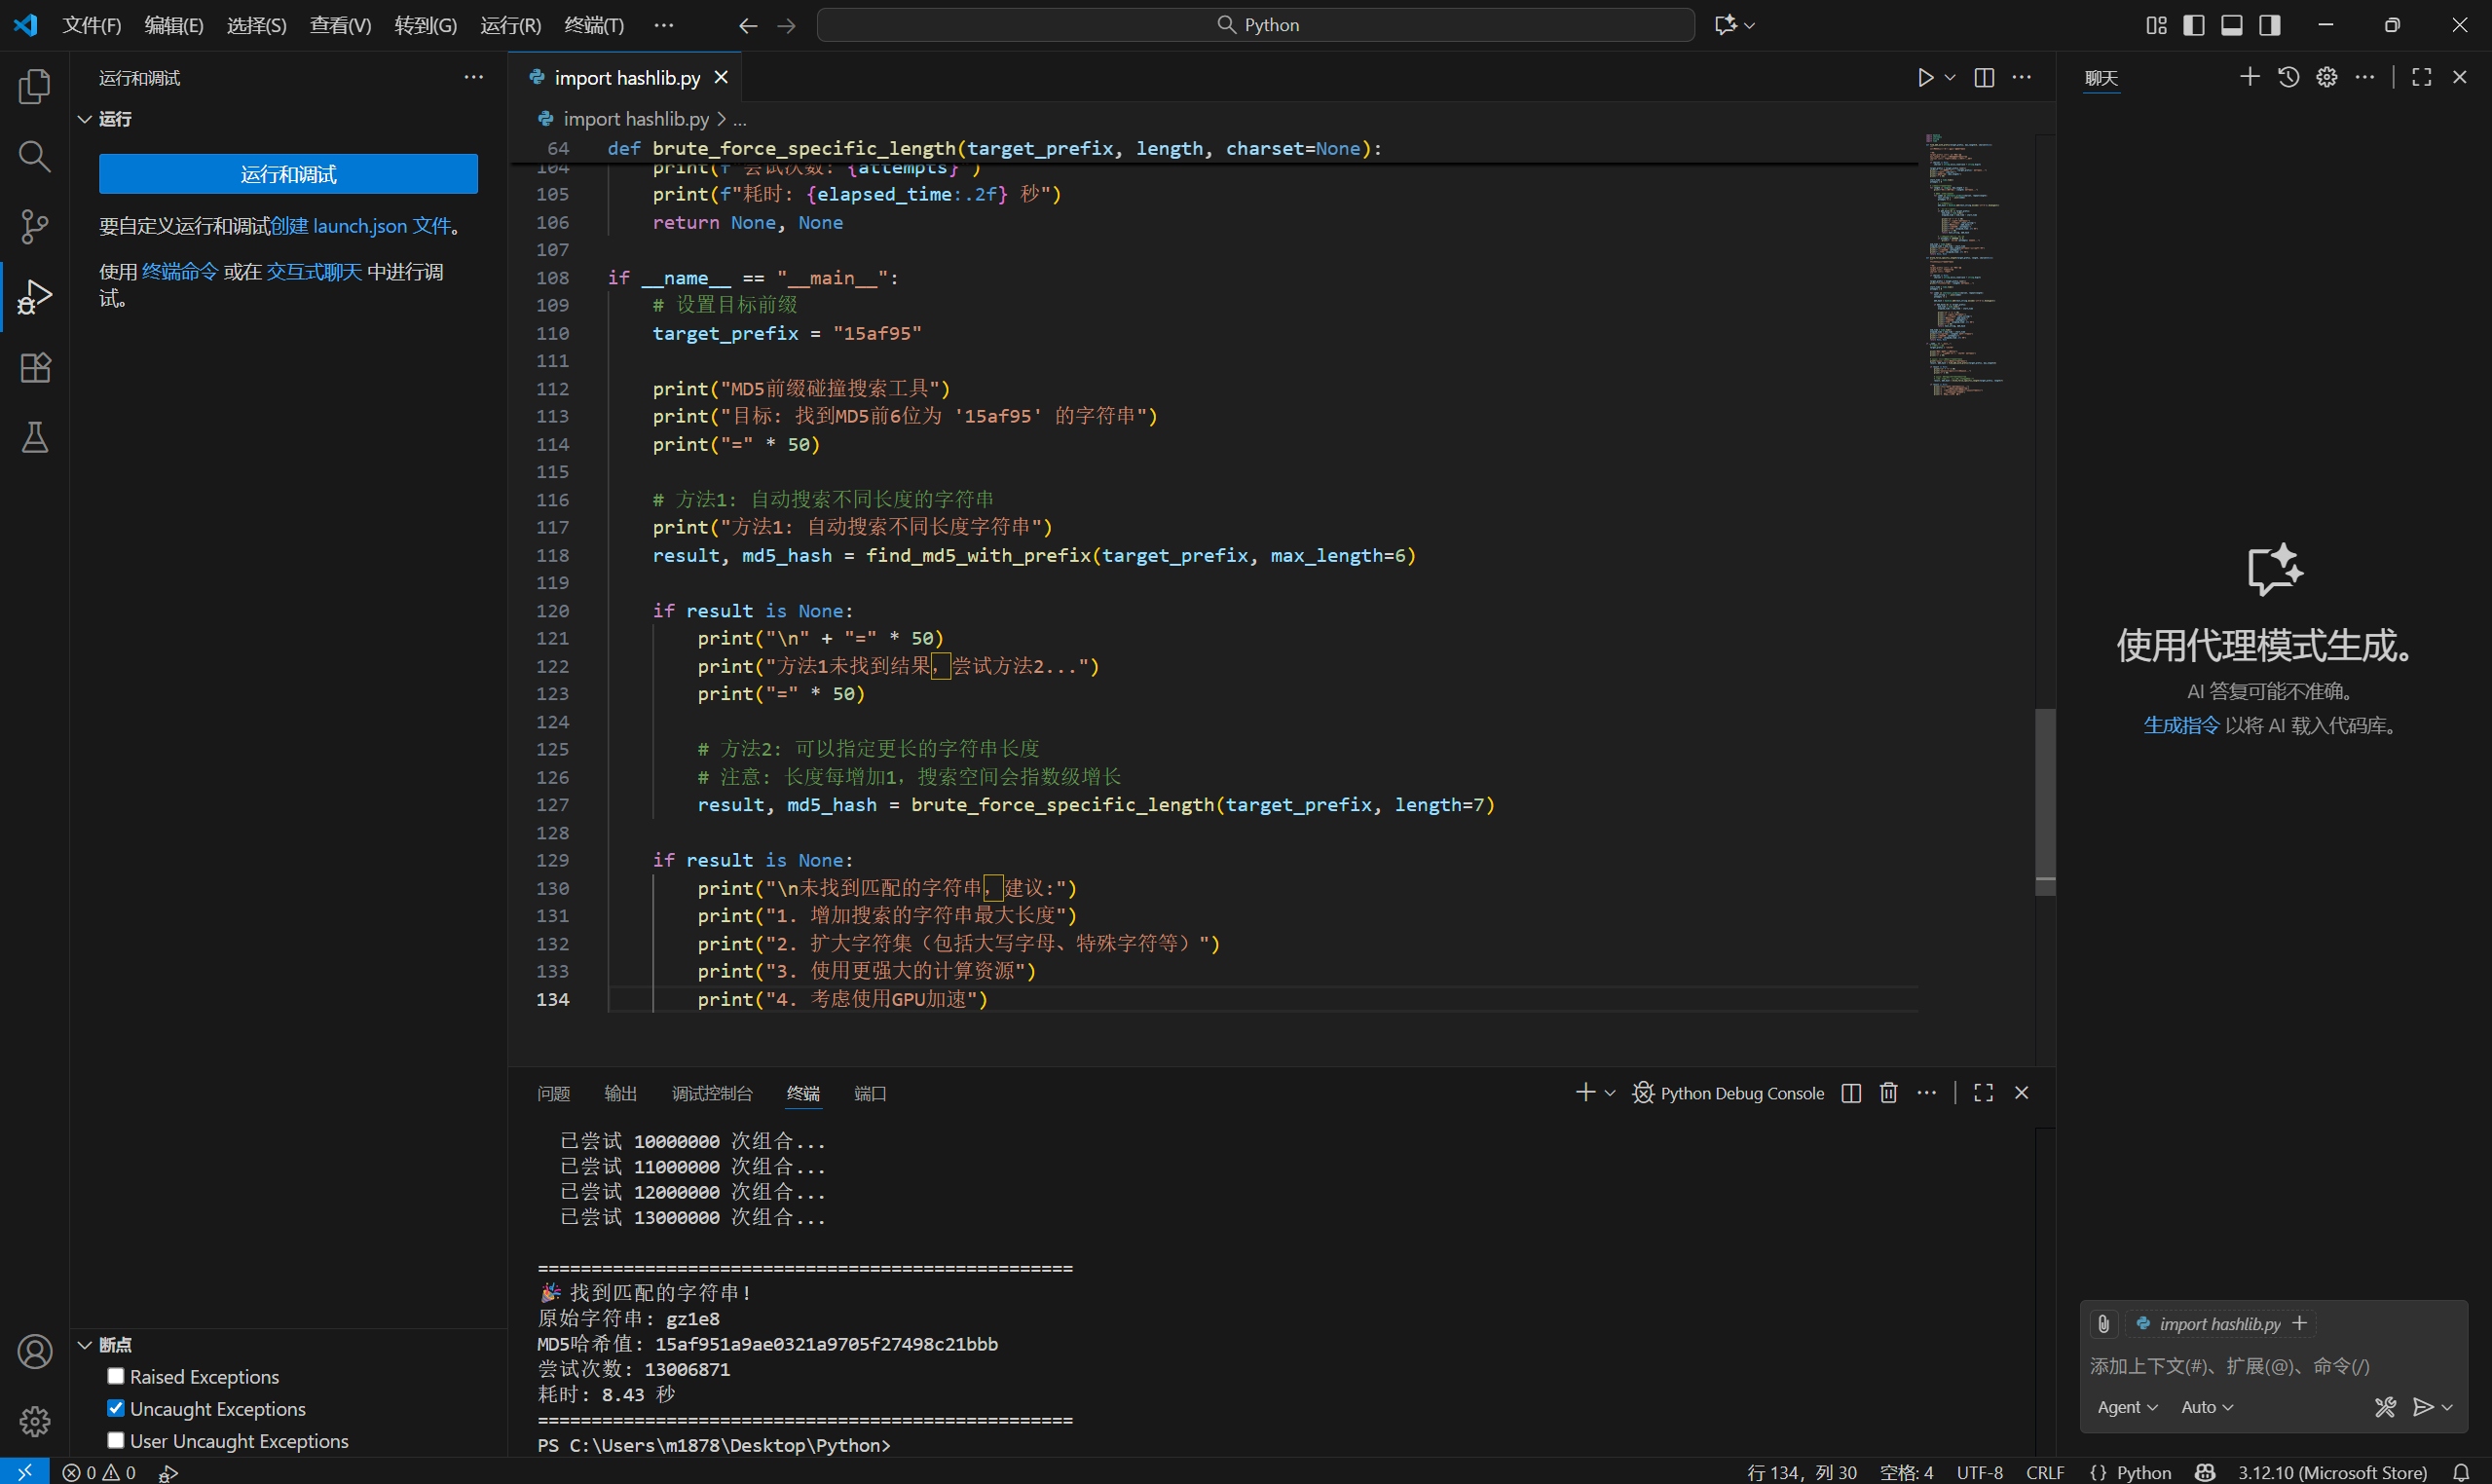 文件(F) 编辑(E) 选择(S) 查看(V) 转到(G) 运行(R) 终端(T) ··· Python
运行和调试
运行
运行和调试
要自定义运行和调试创建 launch.json 文件。
使用 终端命令 或在 交互式聊天 中进行调
试。
断点
Raised Exceptions
Uncaught Exceptions
User Uncaught Exceptions
import hashlib.py
import hashlib.py > ...
64 def brute_force_specific_length(target_prefix, length, charset=None):
104 print(f"尝试次数: {attempts}")
105 print(f"耗时: {elapsed_time:.2f} 秒")
106 return None, None
107
108 if __name__ == "__main__":
109 # 设置目标前缀
110 target_prefix = "15af95"
111
112 print("MD5前缀碰撞搜索工具")
113 print("目标: 找到MD5前6位为 '15af95' 的字符串")
114 print("=" * 50)
115
116 # 方法1: 自动搜索不同长度的字符串
117 print("方法1: 自动搜索不同长度字符串")
118 result, md5_hash = find_md5_with_prefix(target_prefix, max_length=6)
119
120 if result is None:
121 print("\n" + "=" * 50)
122 print("方法1未找到结果，尝试方法2...")
123 print("=" * 50)
124
125 # 方法2: 可以指定更长的字符串长度
126 # 注意: 长度每增加1，搜索空间会指数级增长
127 result, md5_hash = brute_force_specific_length(target_prefix, length=7)
128
129 if result is None:
130 print("\n未找到匹配的字符串，建议:")
131 print("1. 增加搜索的字符串最大长度")
132 print("2. 扩大字符集（包括大写字母、特殊字符等）")
133 print("3. 使用更强大的计算资源")
134 print("4. 考虑使用GPU加速")
问题 输出 调试控制台 终端 端口 Python Debug Console
已尝试 10000000 次组合...
已尝试 11000000 次组合...
已尝试 12000000 次组合...
已尝试 13000000 次组合...
==================================================
🎉 找到匹配的字符串!
原始字符串: gz1e8
MD5哈希值: 15af951a9ae0321a9705f27498c21bbb
尝试次数: 13006871
耗时: 8.43 秒
==================================================
PS C:\Users\m1878\Desktop\Python>
聊天
使用代理模式生成。
AI 答复可能不准确。
生成指令 以将 AI 载入代码库。
import hashlib.py
添加上下文(#)、扩展(@)、命令(/)
Agent Auto
0 0 行 134，列 30 空格: 4 UTF-8 CRLF {} Python 3.12.10 (Microsoft Store)